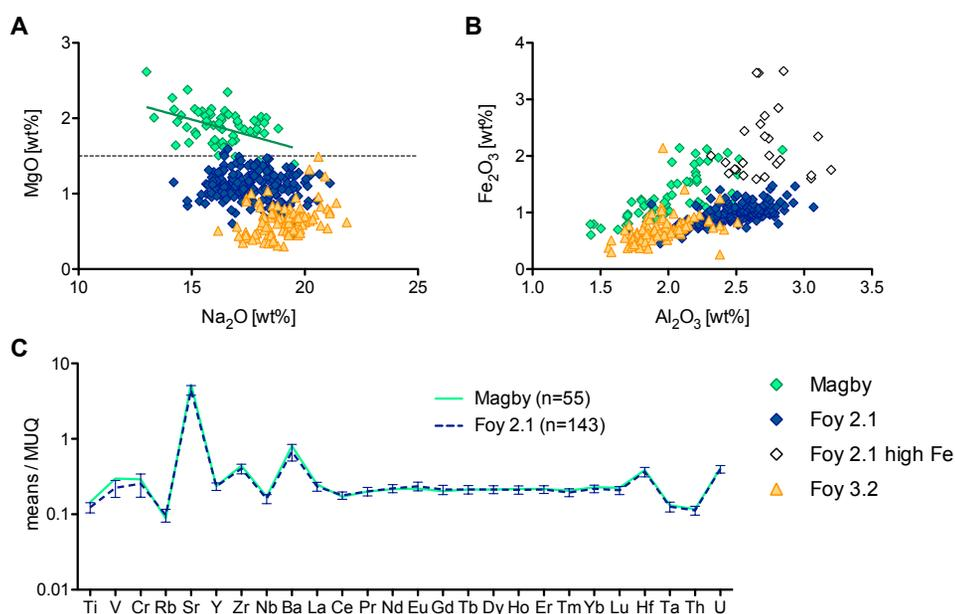 A
3
2
1
0
MgO [wt%]
10
15
20
25
Na2O [wt%]
B
4
3
2
1
0
Fe2O3 [wt%]
1.0
1.5
2.0
2.5
3.0
3.5
Al2O3 [wt%]
C
10
1
0.1
0.01
means / MUQ
Magby (n=55)
Foy 2.1 (n=143)
Ti V Cr Rb Sr Y Zr Nb Ba La Ce Pr Nd Eu Gd Tb Dy Ho Er Tm Yb Lu Hf Ta Th U
Magby
Foy 2.1
Foy 2.1 high Fe
Foy 3.2